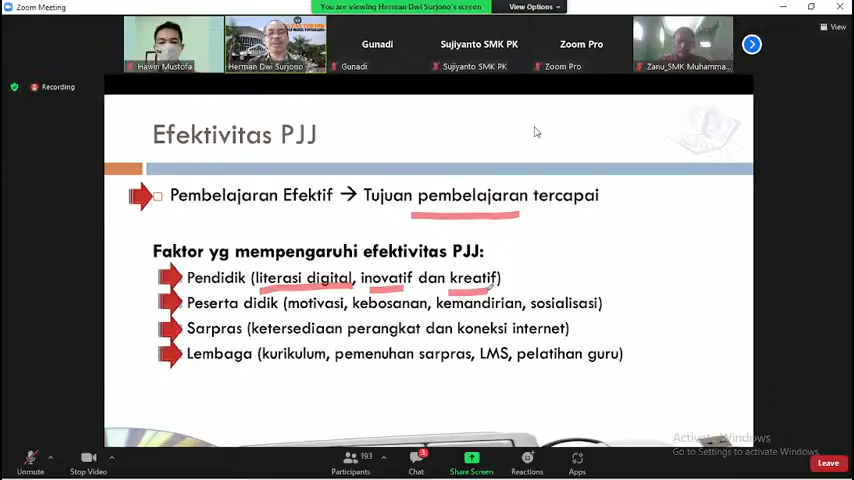 Zoom Meeting
You are viewing Herman Dwi Surjono's screen
View Options
View
Recording
Hawin Mustofa
Herman Dwi Surjono
Gunadi
Gunadi
Sujiyanto SMK PK
Sujiyanto SMK PK
Zoom Pro
Zoom Pro
Zanu_SMK Muhamma...
Efektivitas PJJ
Pembelajaran Efektif → Tujuan pembelajaran tercapai
Faktor yg mempengaruhi efektivitas PJJ:
Pendidik (literasi digital, inovatif dan kreatif)
Peserta didik (motivasi, kebosanan, kemandirian, sosialisasi)
Sarpras (ketersediaan perangkat dan koneksi internet)
Lembaga (kurikulum, pemenuhan sarpras, LMS, pelatihan guru)
Activate Windows
Go to Settings to activate Windows.
Unmute
Stop Video
193
Participants
3
Chat
Share Screen
Reactions
Apps
Leave